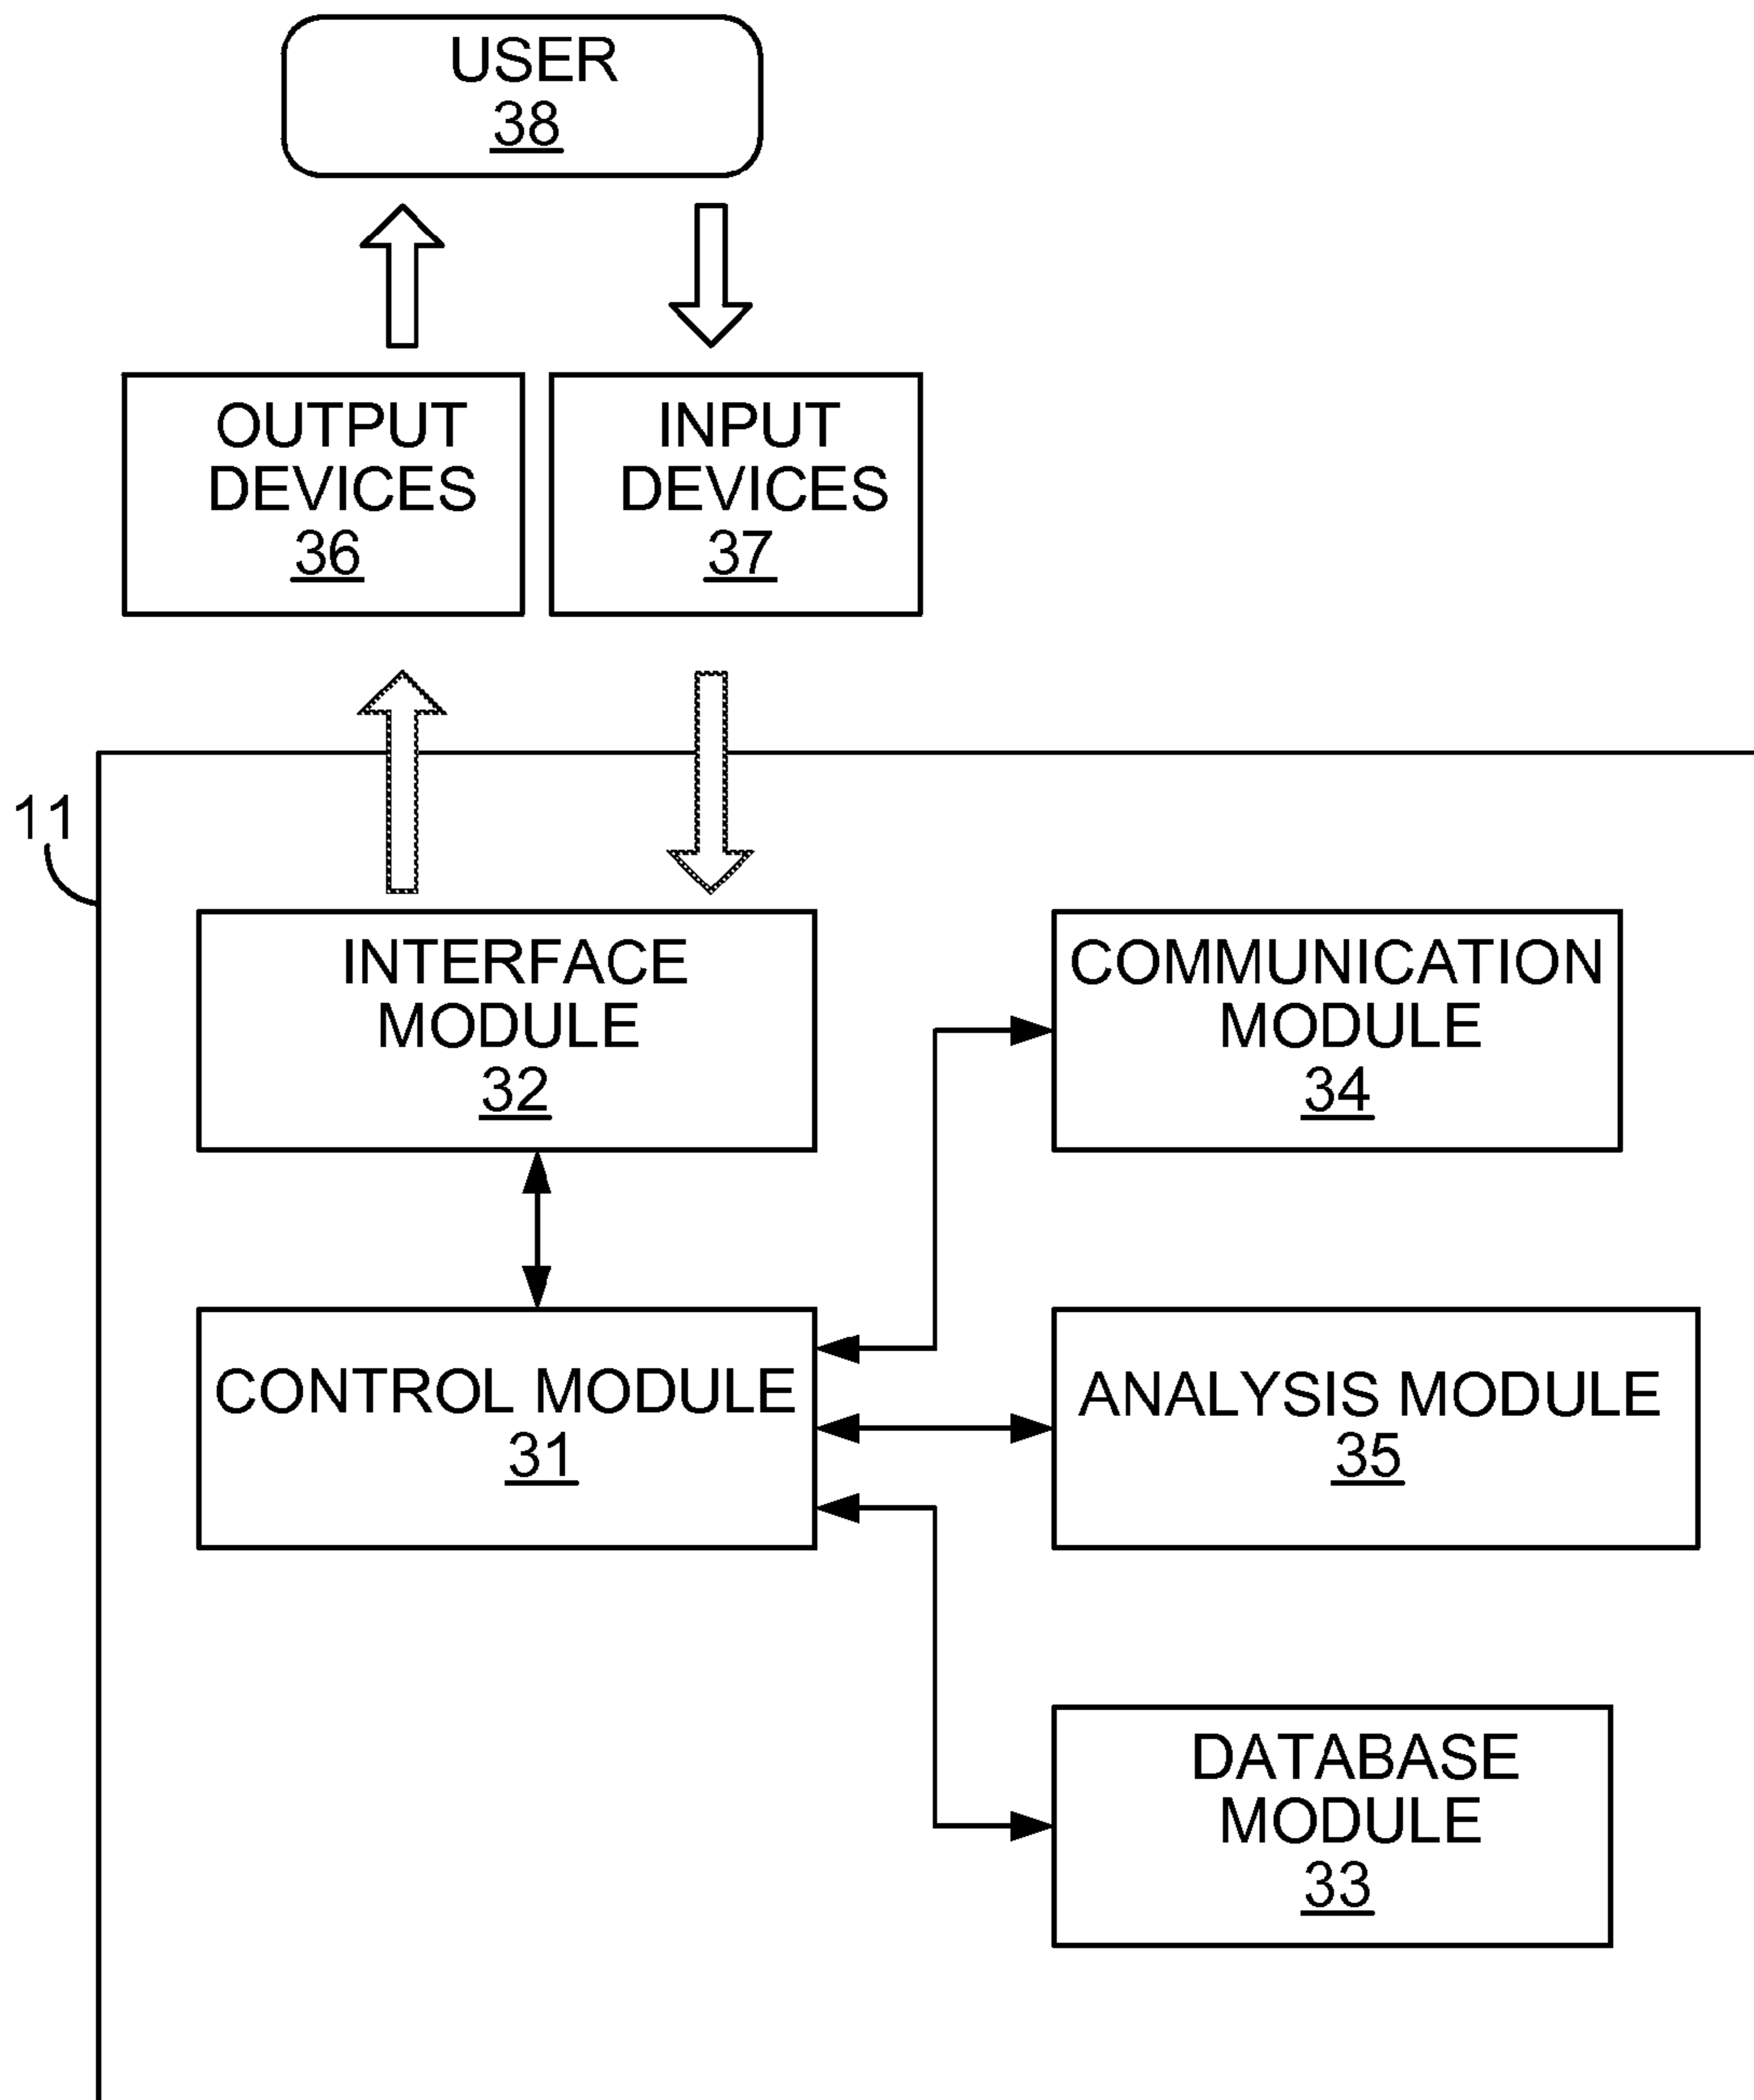 USER
38
OUTPUT
DEVICES
36
INPUT
DEVICES
37
11
INTERFACE
MODULE
32
COMMUNICATION
MODULE
34
CONTROL MODULE
31
ANALYSIS MODULE
35
DATABASE
MODULE
33